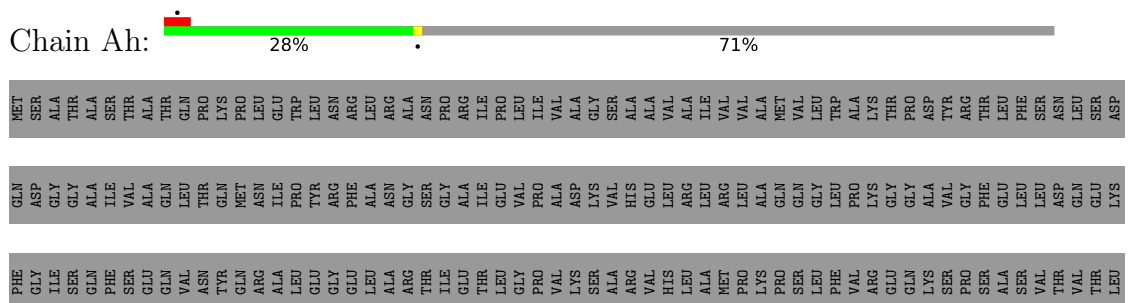 Chain Ah:
•
28%
•
71%
MET SER ALA THR ALA SER THR ALA THR GLN PRO LYS PRO LEU GLU TRP LEU ASN ARG LEU ARG ALA ASN PRO ARG ILE PRO LEU ILE VAL ALA GLY SER ALA ALA VAL ALA ILE VAL VAL ALA MET VAL LEU TRP ALA LYS THR PRO ASP TYR ARG THR LEU PHE SER ASN LEU SER ASP
GLN ASP GLY GLY ALA ILE VAL ALA GLN LEU THR GLN MET ASN ILE PRO TYR ARG PHE ALA ASN GLY SER GLY ALA ILE GLU VAL PRO ALA ASP LYS VAL HIS GLU LEU ARG LEU ARG LEU ALA GLN GLN GLY LEU PRO LYS GLY GLY ALA VAL GLY PHE GLU LEU LEU ASP GLN GLU LYS
PHE GLY ILE SER GLN PHE SER GLU GLN VAL ASN TYR GLN ARG ALA LEU GLU GLY GLU LEU ALA ARG THR ILE GLU THR LEU GLY PRO VAL LYS SER ALA ARG VAL HIS LEU ALA MET PRO LYS PRO SER LEU PHE VAL ARG GLU GLN LYS SER PRO SER ALA SER VAL THR VAL THR LEU